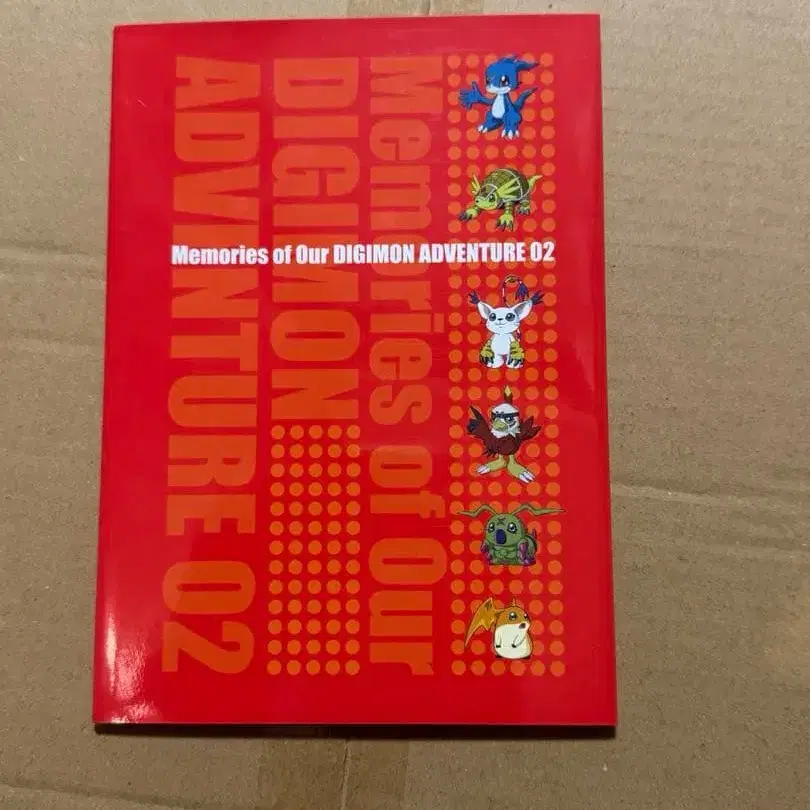 Memories of Our DIGIMON ADVENTURE 02
Memories of Our
DIGIMON
ADVENTURE 02